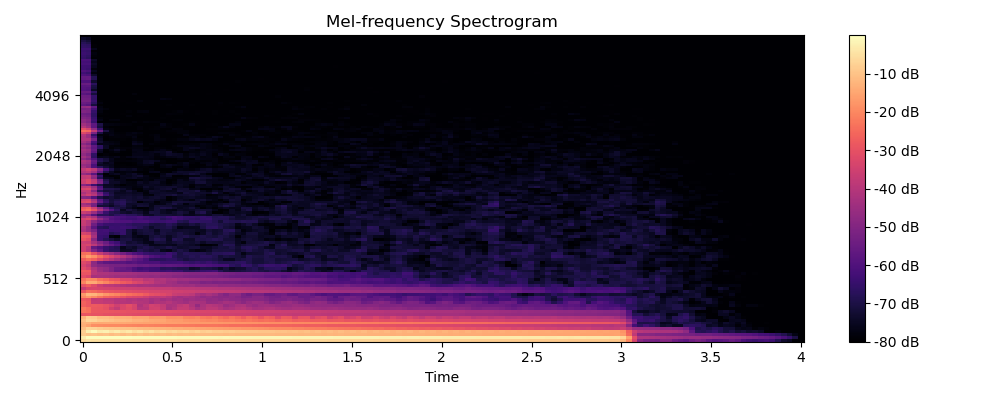 Mel-frequency Spectrogram
Hz
4096
2048
1024
512
0
0
0.5
1
1.5
2
2.5
3
3.5
4
Time
-10 dB
-20 dB
-30 dB
-40 dB
-50 dB
-60 dB
-70 dB
-80 dB